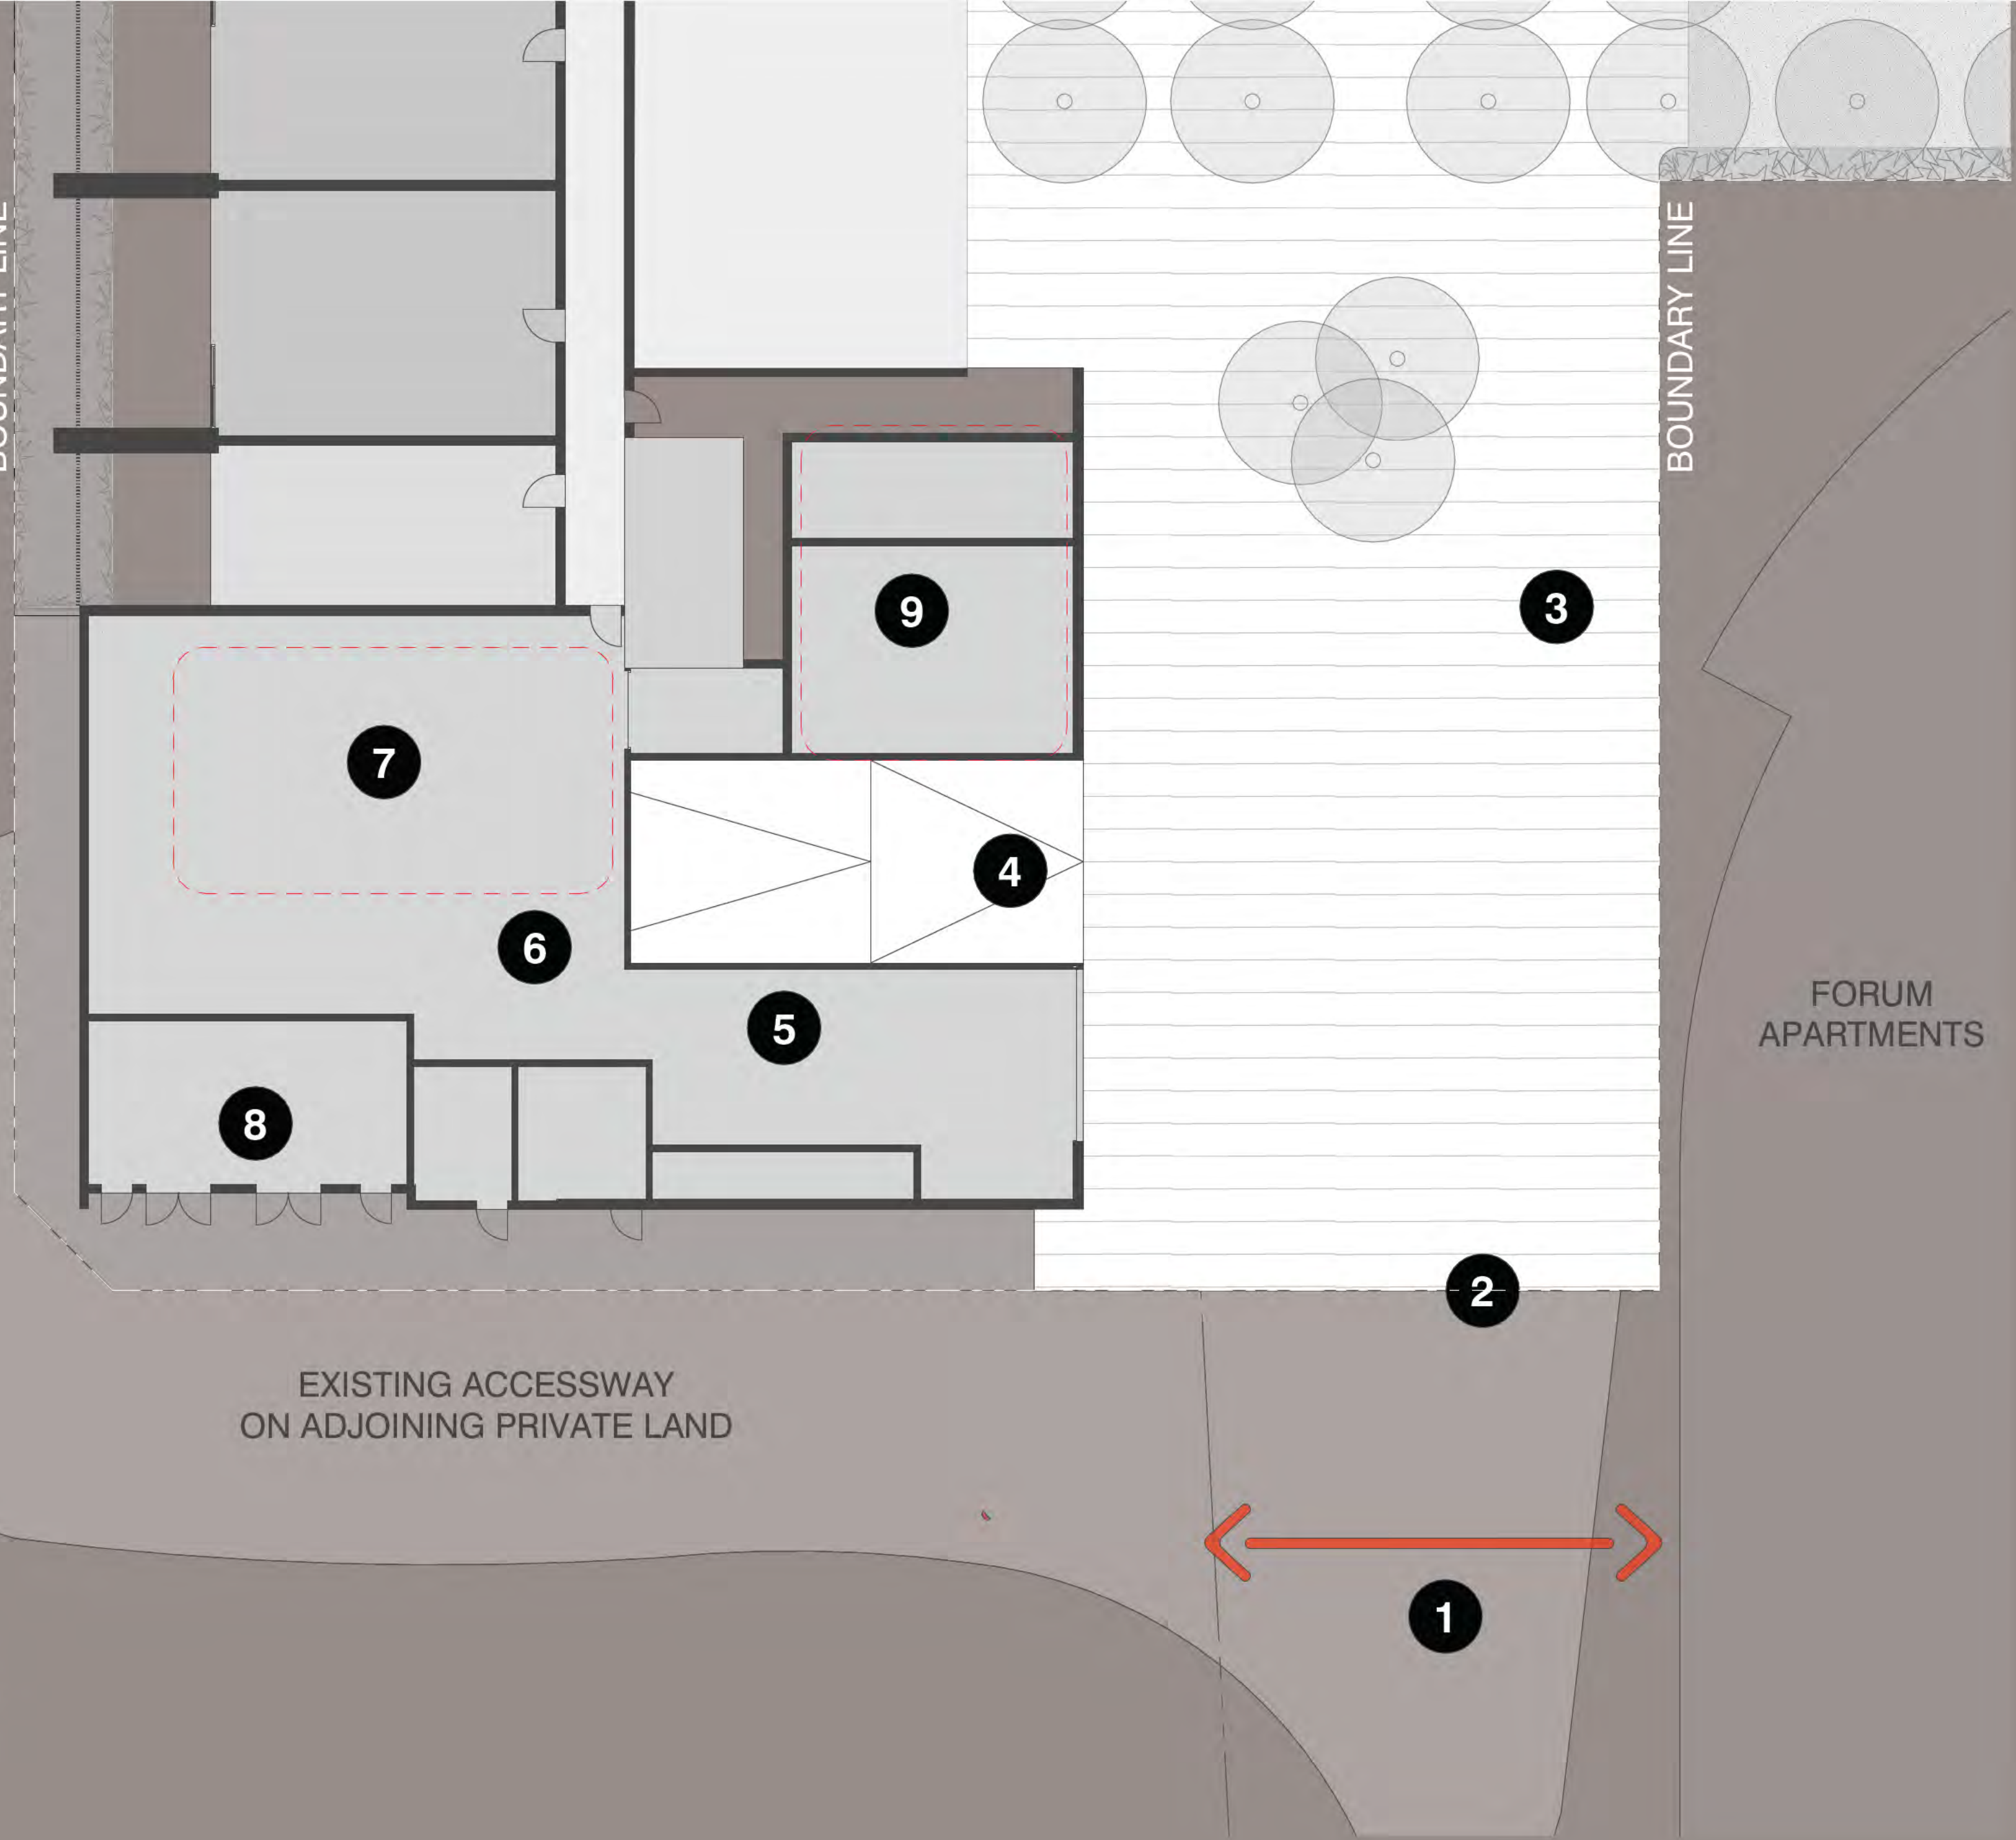 BOUNDARY LINE
BOUNDARY LINE
9
3
7
4
6
5
8
FORUM
APARTMENTS
2
EXISTING ACCESSWAY
ON ADJOINING PRIVATE LAND
1